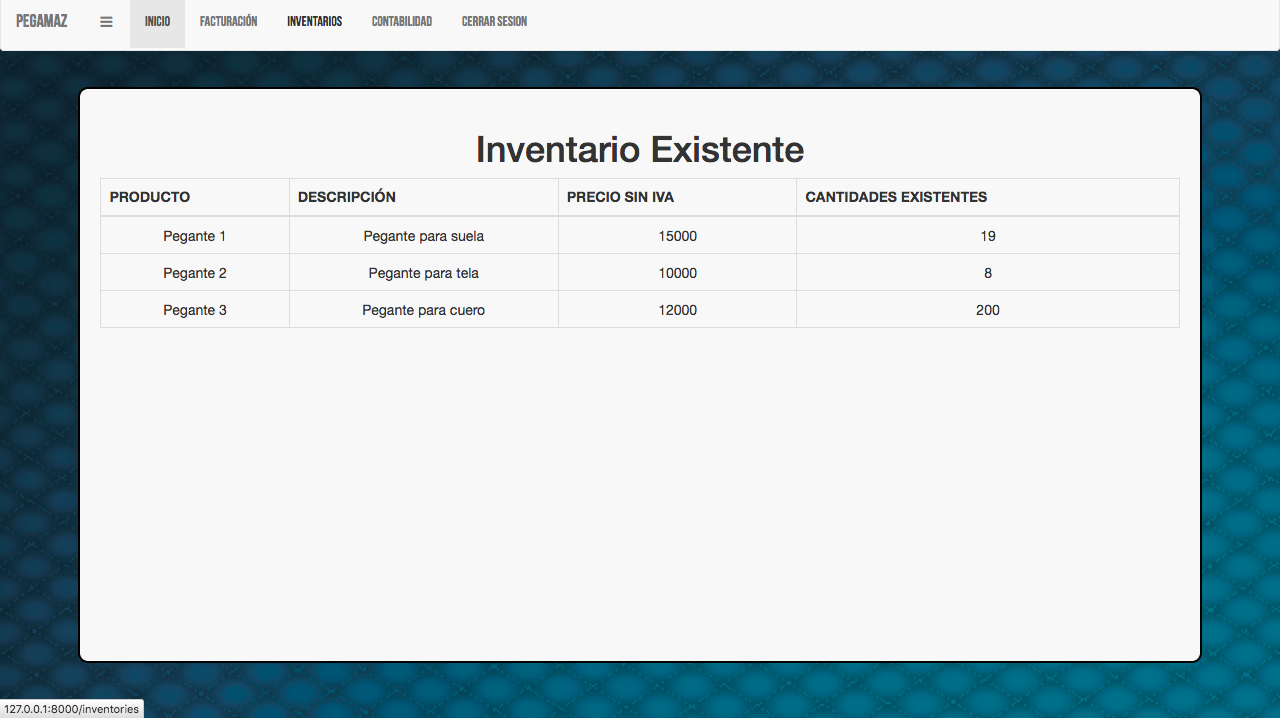 PEGAMAZ INICIO FACTURACIÓN INVENTARIOS CONTABILIDAD CERRAR SESION
Inventario Existente
PRODUCTO DESCRIPCIÓN PRECIO SIN IVA CANTIDADES EXISTENTES
Pegante 1 Pegante para suela 15000 19
Pegante 2 Pegante para tela 10000 8
Pegante 3 Pegante para cuero 12000 200
127.0.0.1:8000/inventories